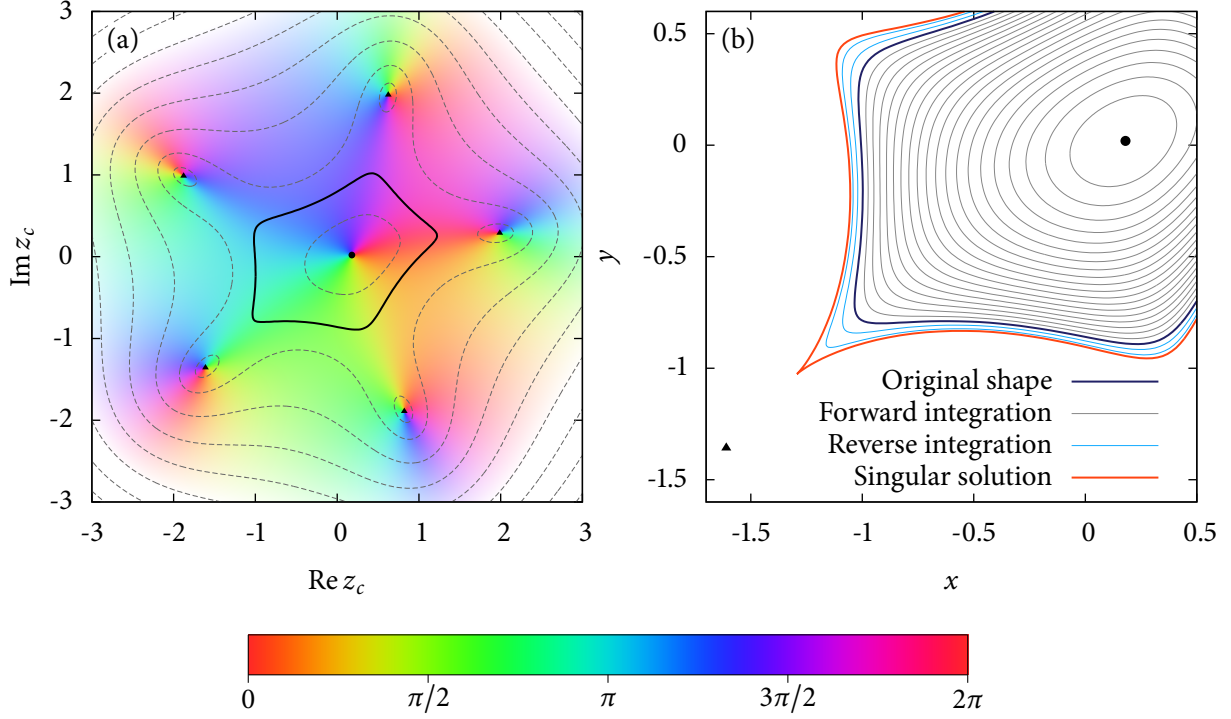 (a)
3
2
1
0
-1
-2
-3
-3
-2
-1
0
1
2
3
Im z_c
Re z_c
(b)
0.5
0
-0.5
-1
-1.5
-1.5
-1
-0.5
0
0.5
y
x
Original shape
Forward integration
Reverse integration
Singular solution
0
π/2
π
3π/2
2π